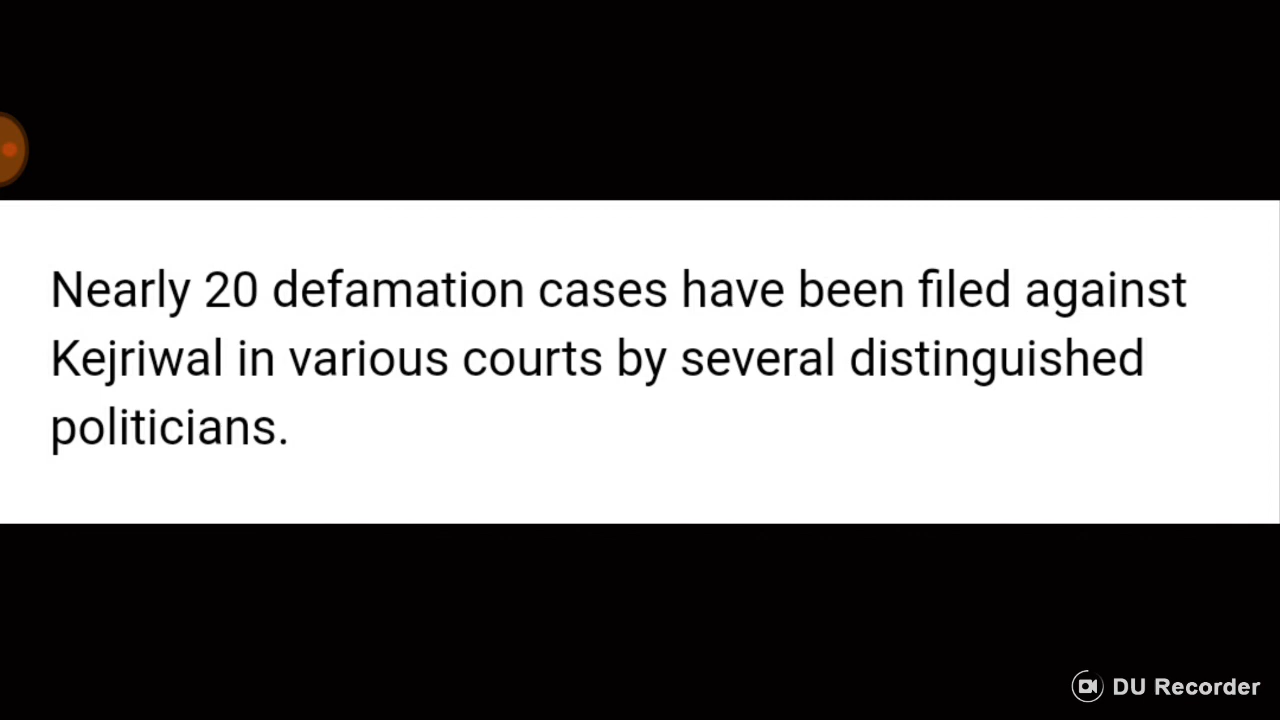 Nearly 20 defamation cases have been filed against
Kejriwal in various courts by several distinguished
politicians.
DU Recorder